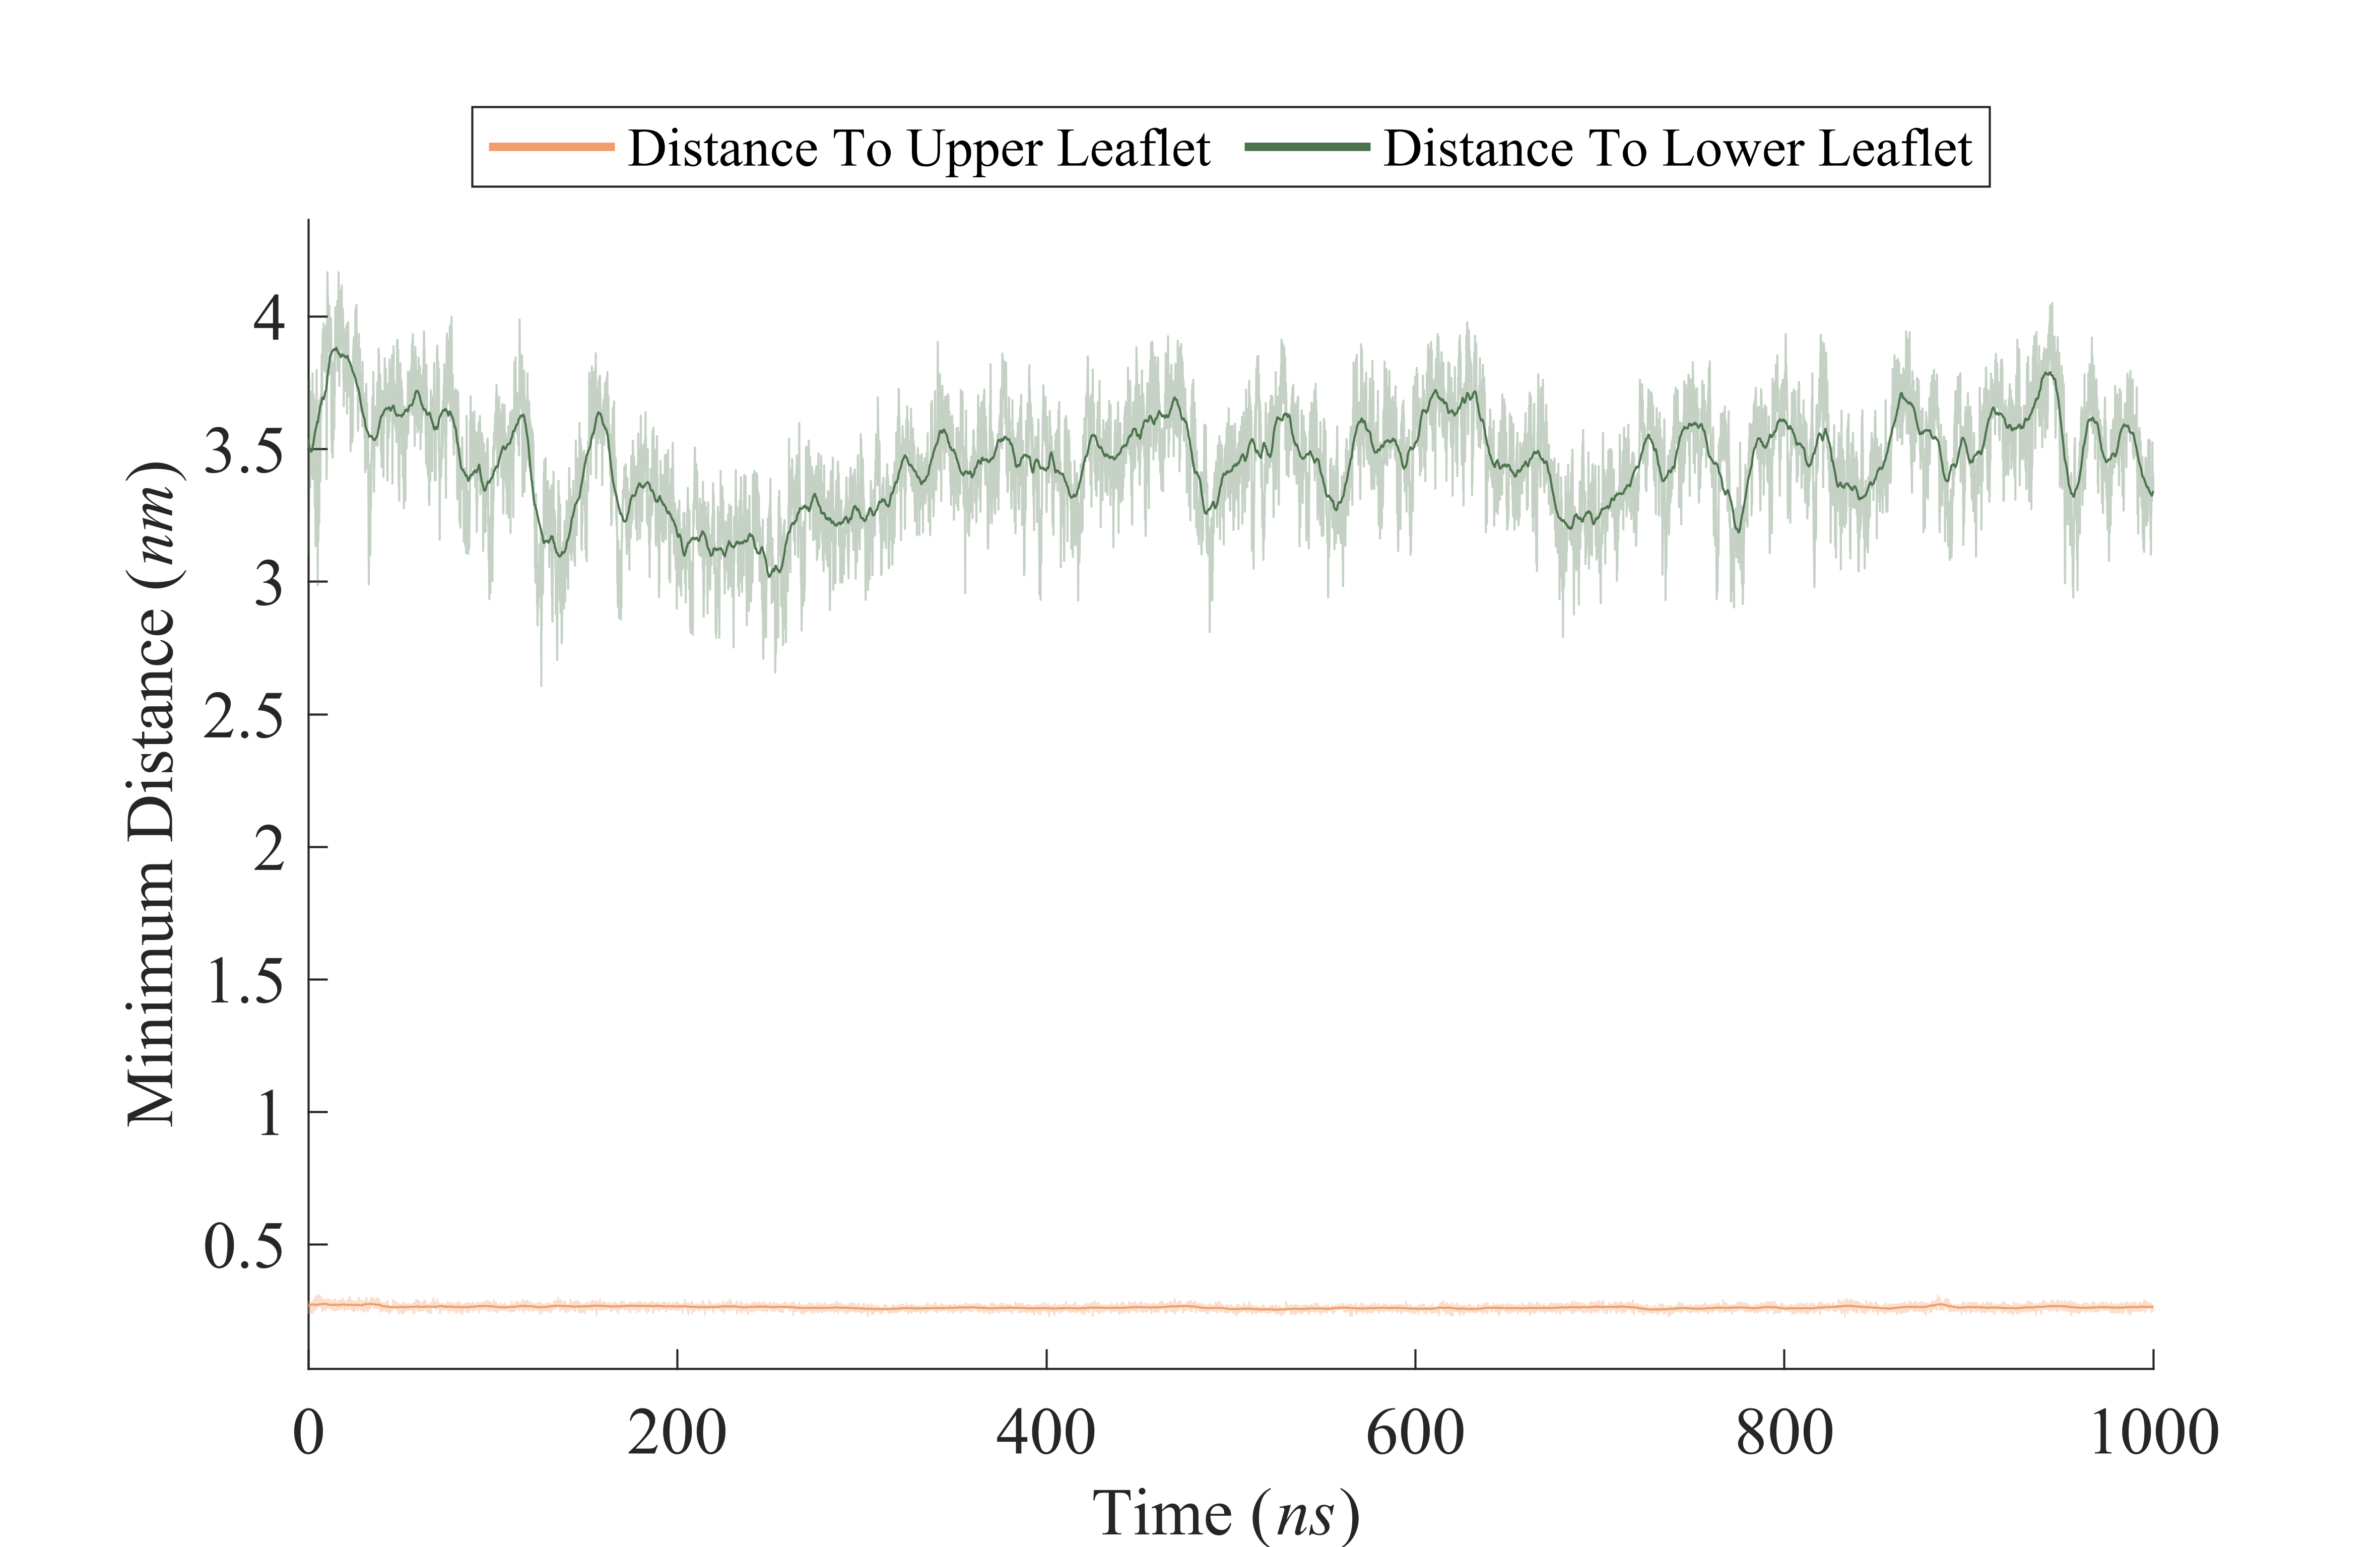 Distance To Upper Leaflet Distance To Lower Leaflet
Minimum Distance (nm)
4
3.5
3
2.5
2
1.5
1
0.5
0 200 400 600 800 1000
Time (ns)